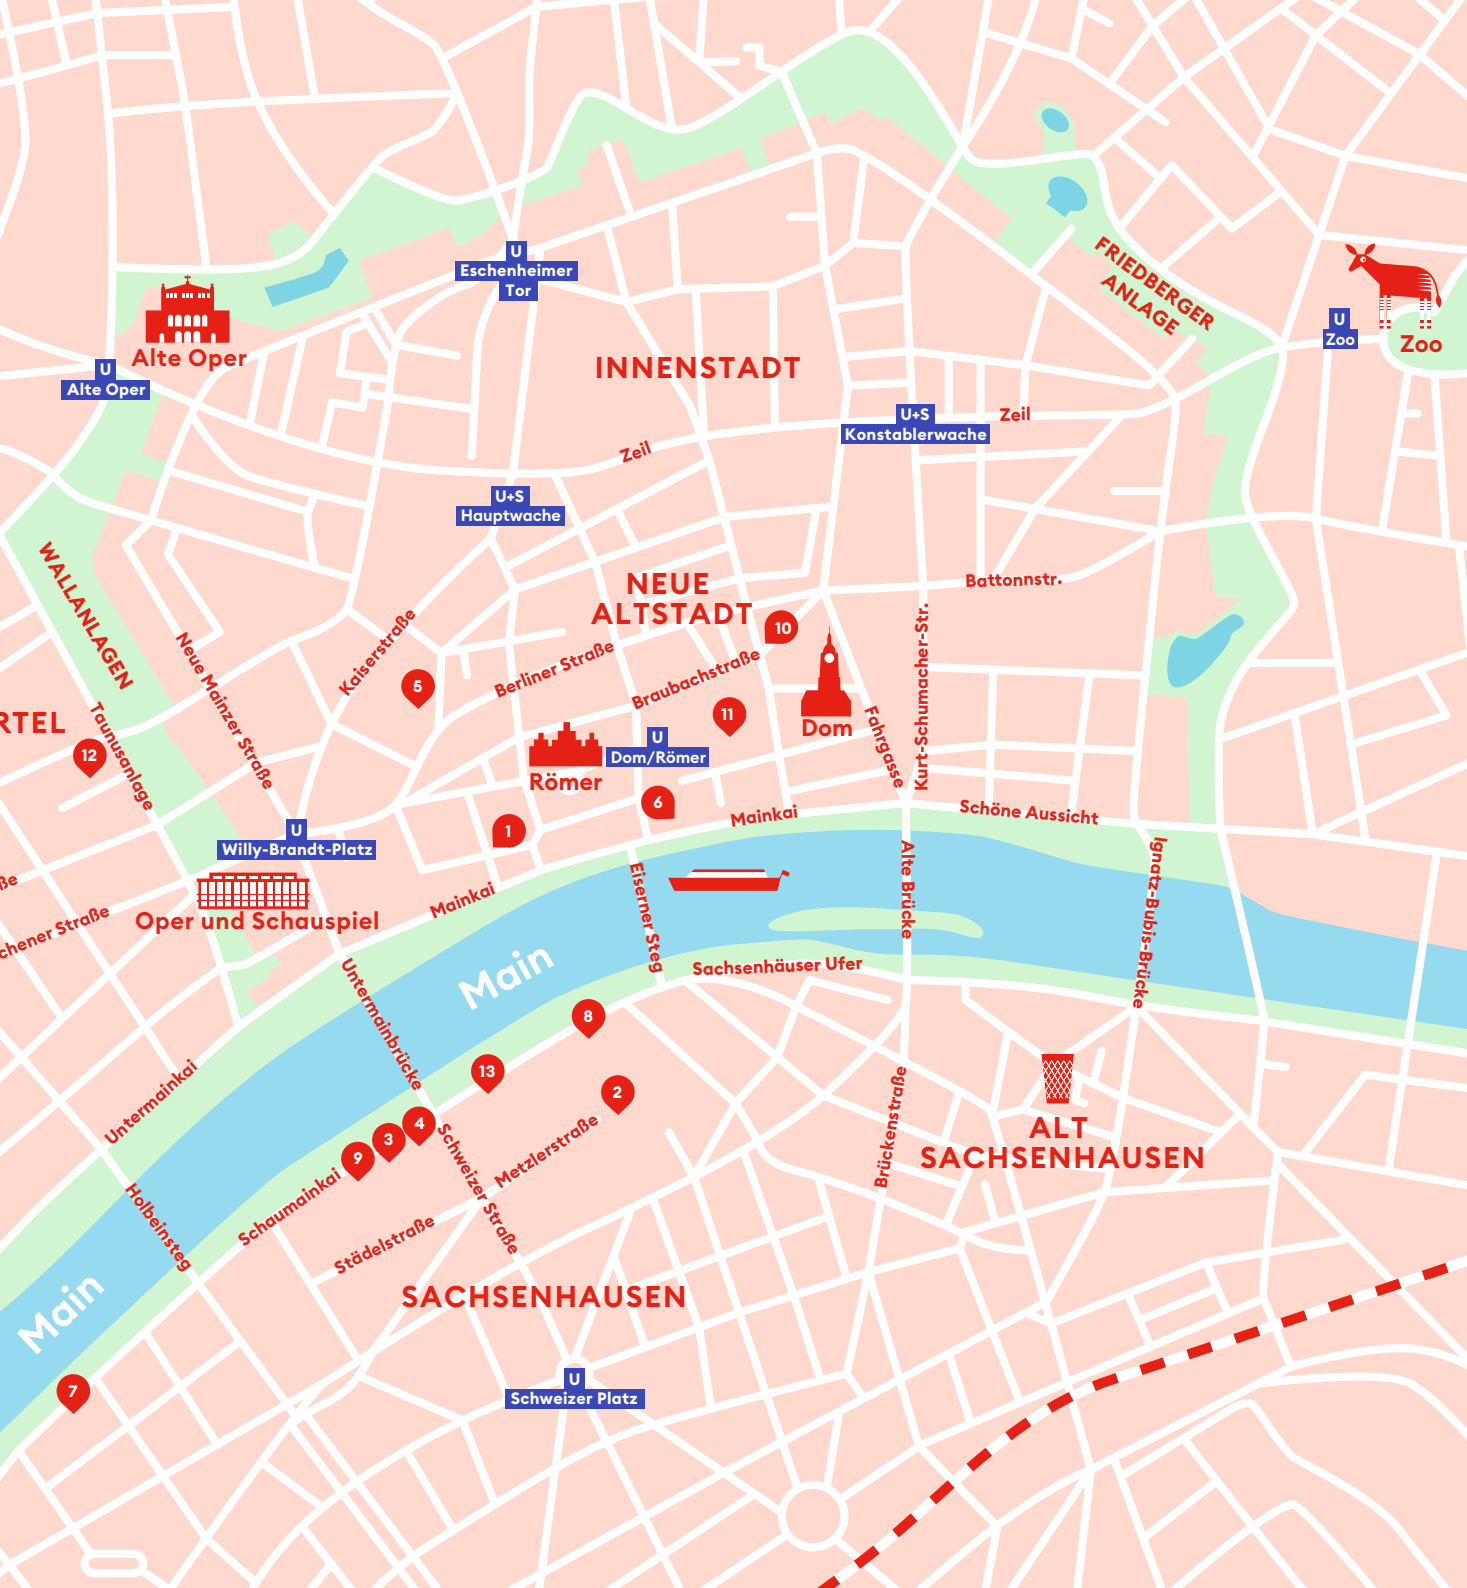 U
Eschenheimer
Tor
FRIEDBERGER
ANLAGE
U
Zoo
Zoo
Alte Oper
U
Alte Oper
INNENSTADT
U+S
Konstablerwache
Zeil
Zeil
U+S
Hauptwache
WALLANLAGEN
NEUE
ALTSTADT
Battonnstr.
10
Kaiserstraße
Neue Mainzer Straße
Berliner Straße
Braubachstraße
Kurt-Schumacher-Str.
5
11
Dom
Fahrgasse
RTEL
12
Taunusanlage
U
Dom/Römer
Römer
6
Mainkai
Schöne Aussicht
1
U
Willy-Brandt-Platz
ße
chener Straße
Oper und Schauspiel
Mainkai
Eiserner Steg
Alte Brücke
Ignatz-Bubis-Brücke
Main
Sachsenhäuser Ufer
Untermainbrücke
8
13
2
Untermainkai
4
3
9
Schweizer Straße
Metzlerstraße
Brückenstraße
ALT
SACHSENHAUSEN
Holbeinsteg
Schaumainkai
Städelstraße
SACHSENHAUSEN
Main
7
U
Schweizer Platz